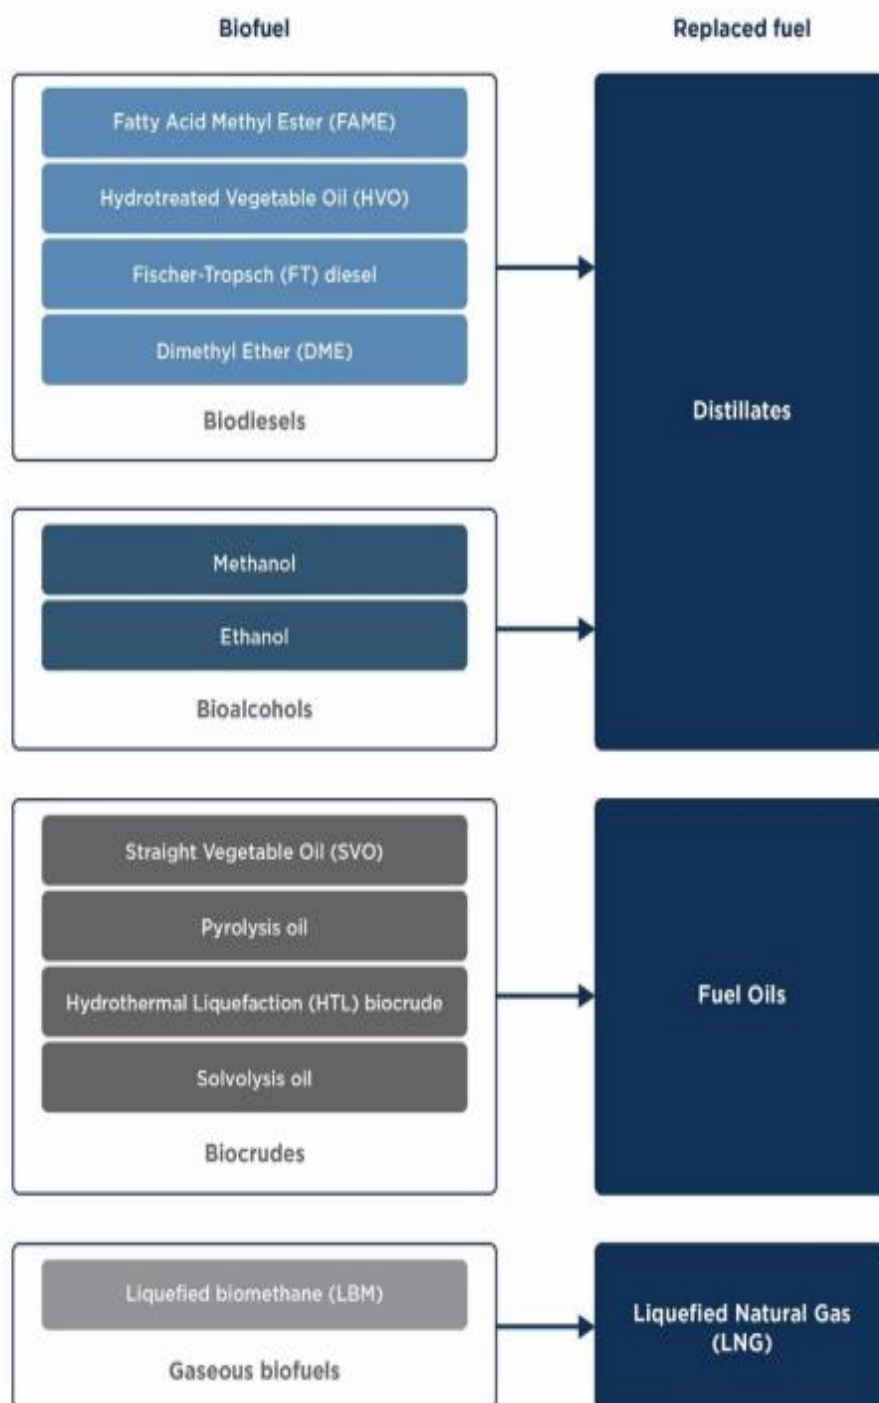 Biofuel
Replaced fuel
Fatty Acid Methyl Ester (FAME)
Hydrotreated Vegetable Oil (HVO)
Fischer-Tropsch (FT) diesel
Dimethyl Ether (DME)
Biodiesels
Distillates
Methanol
Ethanol
Bioalcohols
Straight Vegetable Oil (SVO)
Pyrolysis oil
Hydrothermal Liquefaction (HTL) biocrude
Solvolysis oil
Biocrudes
Fuel Oils
Liquefied biomethane (LBM)
Gaseous biofuels
Liquefied Natural Gas
(LNG)